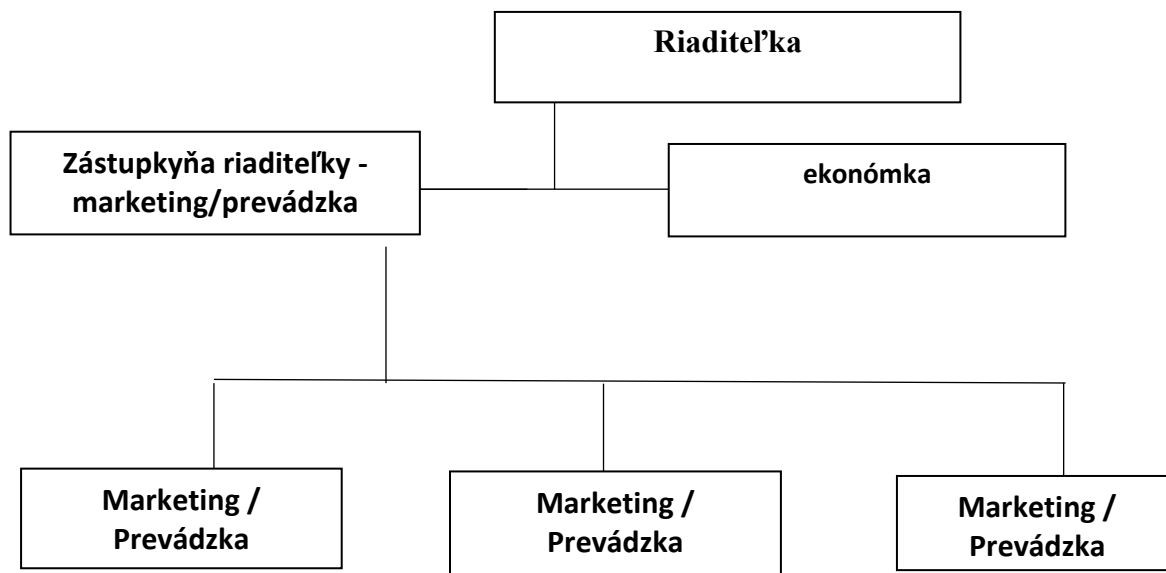 Riaditeľka
Zástupkyňa riaditeľky -
marketing/prevádzka
ekonómka
Marketing /
Prevádzka
Marketing /
Prevádzka
Marketing /
Prevádzka